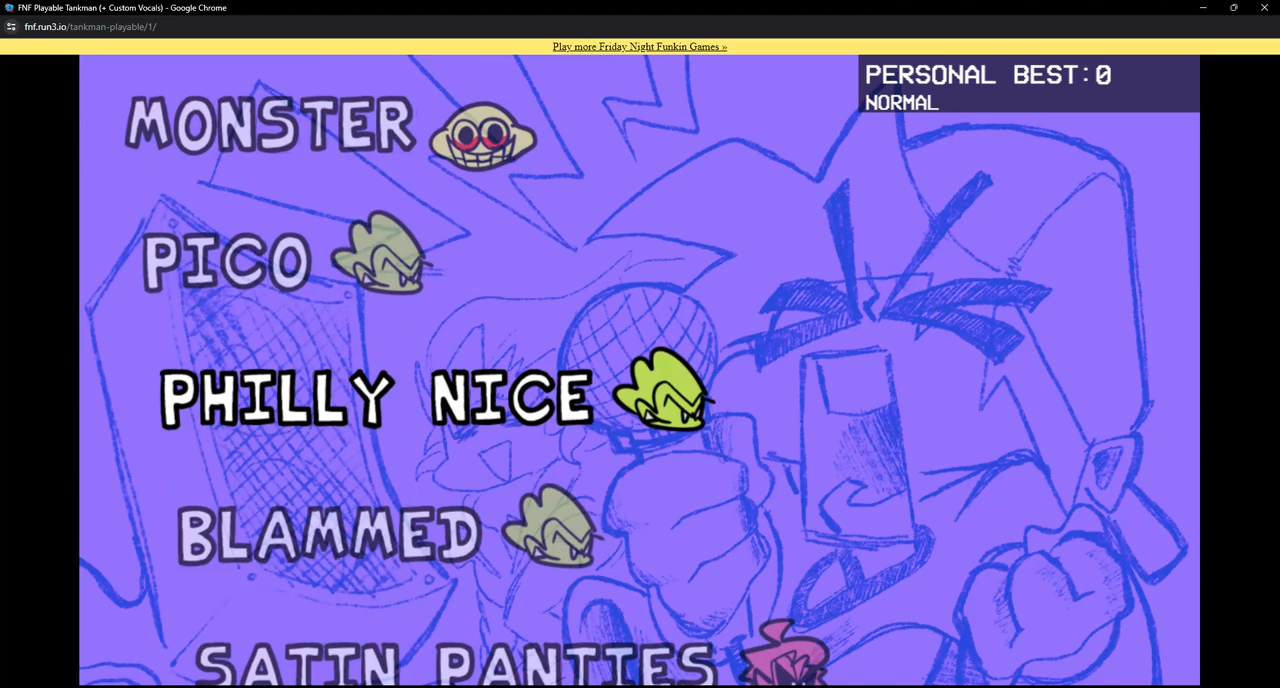 FNF Playable Tankman (+ Custom Vocals) - Google Chrome
fnf.run3.io/tankman-playable/1/
Play more Friday Night Funkin Games »
PERSONAL BEST:0
NORMAL
MONSTER
PICO
PHILLY NICE
BLAMMED
SATIN PANTIES